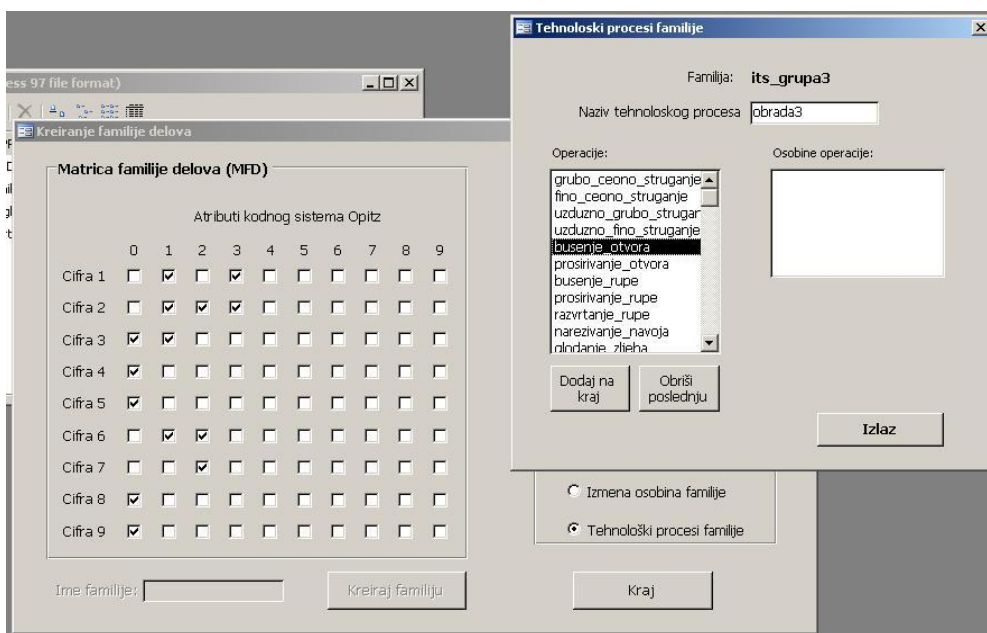 Tehnoloski procesi familije
Familija: its_grupa3
Naziv tehnoloskog procesa obrada3
Operacije:
Osobine operacije:
grubo_ceono_struganje
fino_ceono_struganje
uzduzno_grubo_strugar
uzduzno_fino_struganje
busenje_otvora
prosirivanje_otvora
busenje_rupe
prosirivanje_rupe
razvrtanje_rupe
narezivanje_navoja
glodanje_zljeba
Dodaj na
kraj
Obriši
poslednju
Izlaz
ess 97 file format)
Kreiranje familije delova
Matrica familije delova (MFD)
Atributi kodnog sistema Opitz
0 1 2 3 4 5 6 7 8 9
Cifra 1
Cifra 2
Cifra 3
Cifra 4
Cifra 5
Cifra 6
Cifra 7
Cifra 8
Cifra 9
Izmena osobina familije
Tehnološki procesi familije
Ime familije:
Kreiraj familiju
Kraj